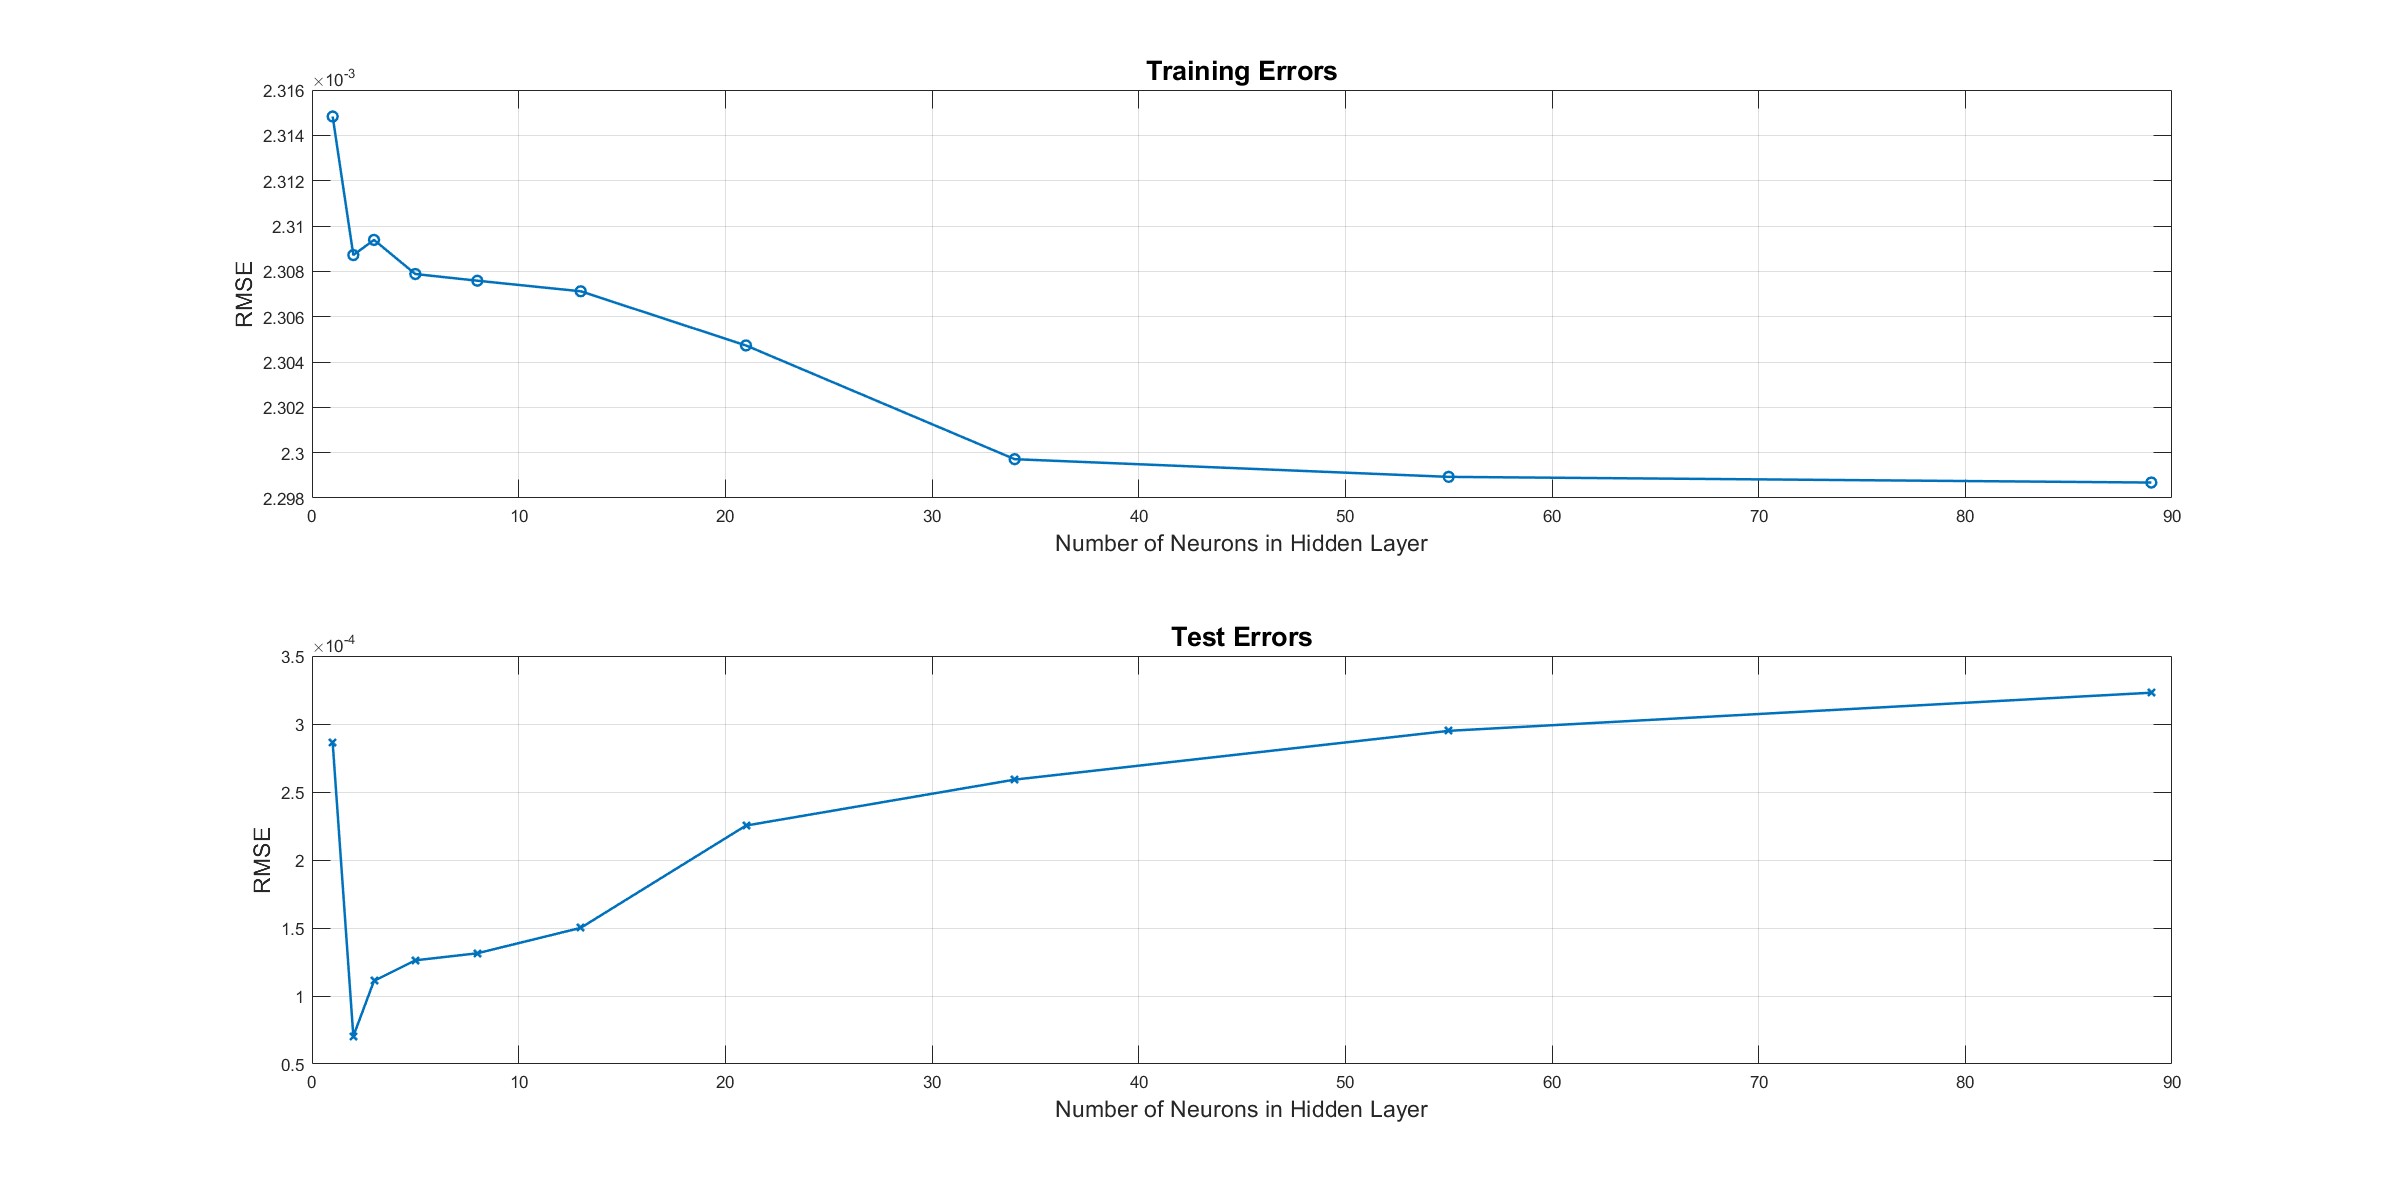 Training Errors
×10-3
2.316
2.314
2.312
2.31
2.308
2.306
2.304
2.302
2.3
2.298
RMSE
0 10 20 30 40 50 60 70 80 90
Number of Neurons in Hidden Layer
Test Errors
×10-4
3.5
3
2.5
2
1.5
1
0.5
RMSE
0 10 20 30 40 50 60 70 80 90
Number of Neurons in Hidden Layer